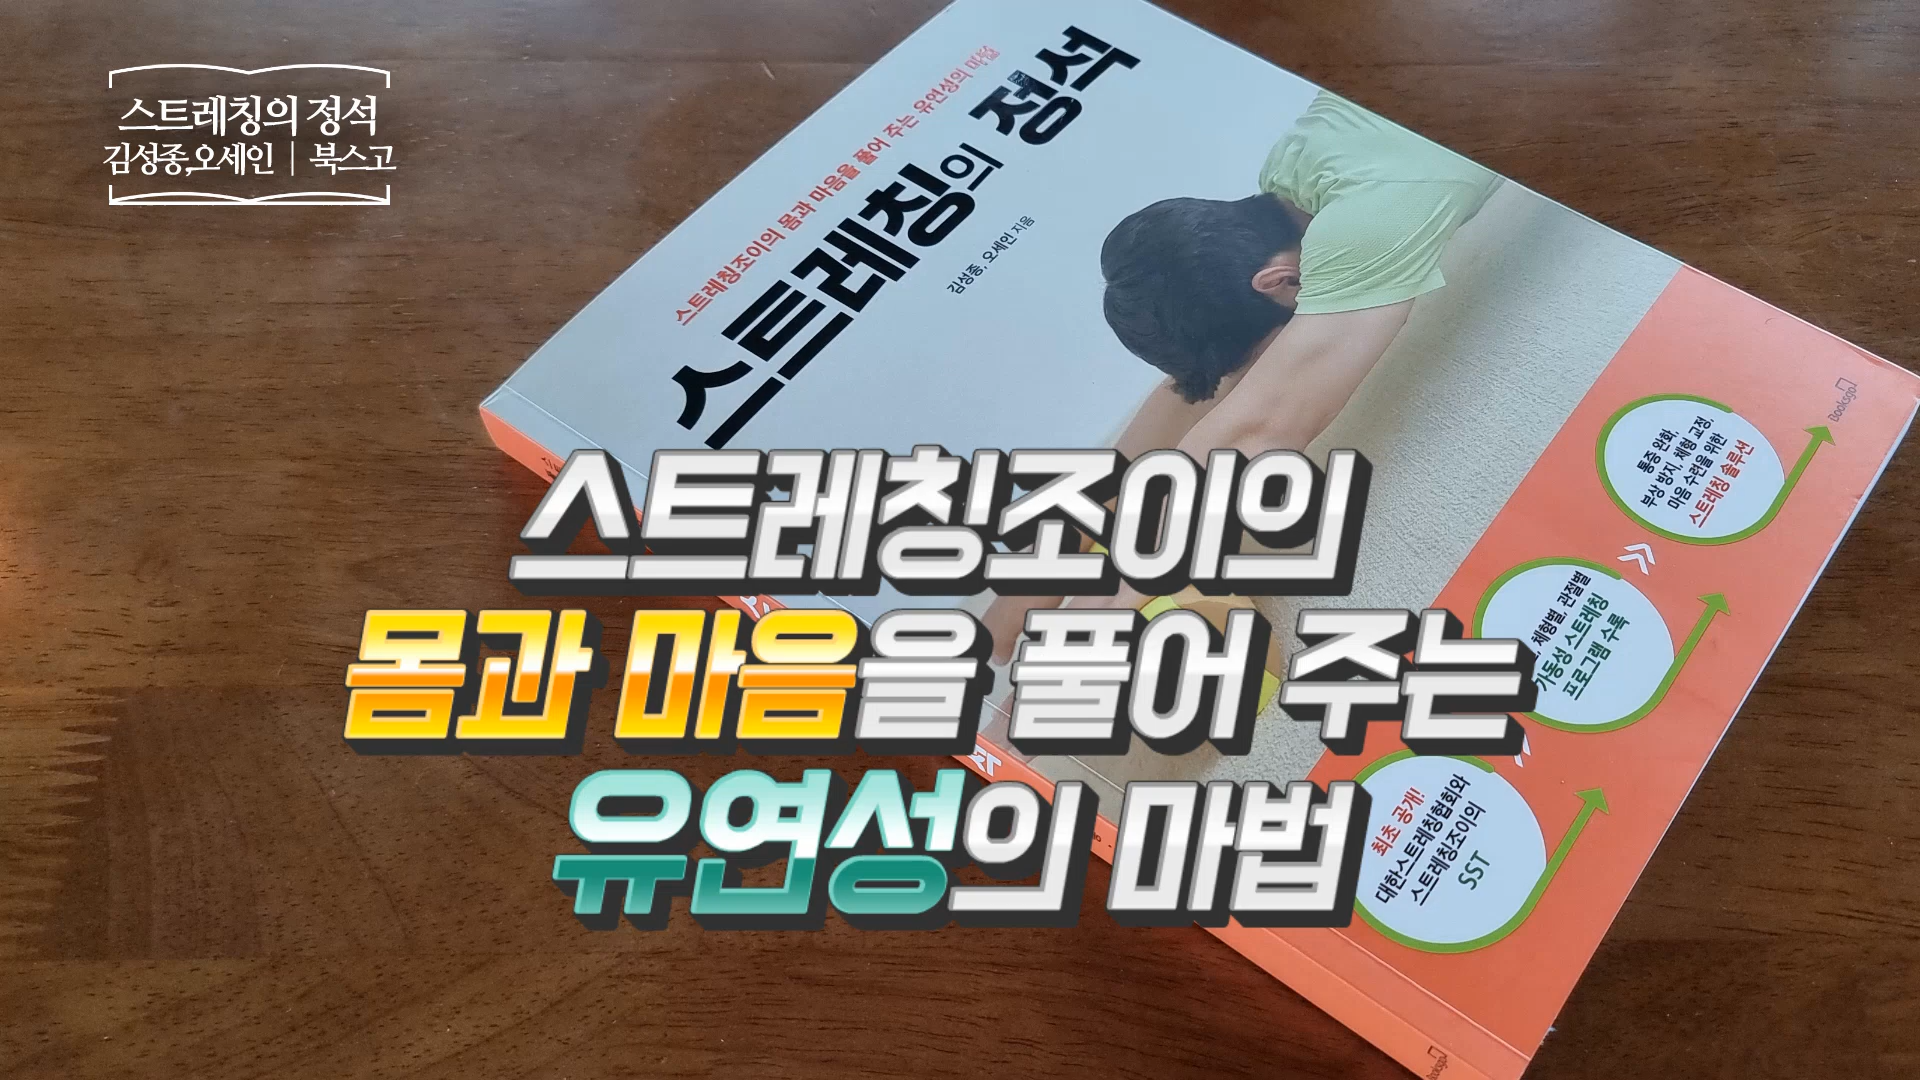 스트레칭의 정석
김성종,오세인 | 북스고
스트레칭조이의 몸과 마음을 풀어 주는 유연성의 마법
스트레칭의 정석
김성종, 오세인 지음
스트레칭조이의
몸과 마음을 풀어 주는
유연성의 마법
Booksgo
통증 완화,
부상 방지, 체형 교정,
마음 수련을 위한
스트레칭 솔루션
체형별, 관절별
가동성 스트레칭
프로그램 수록
최초 공개!
대한스트레칭협회와
스트레칭조이의
SST
Booksgo